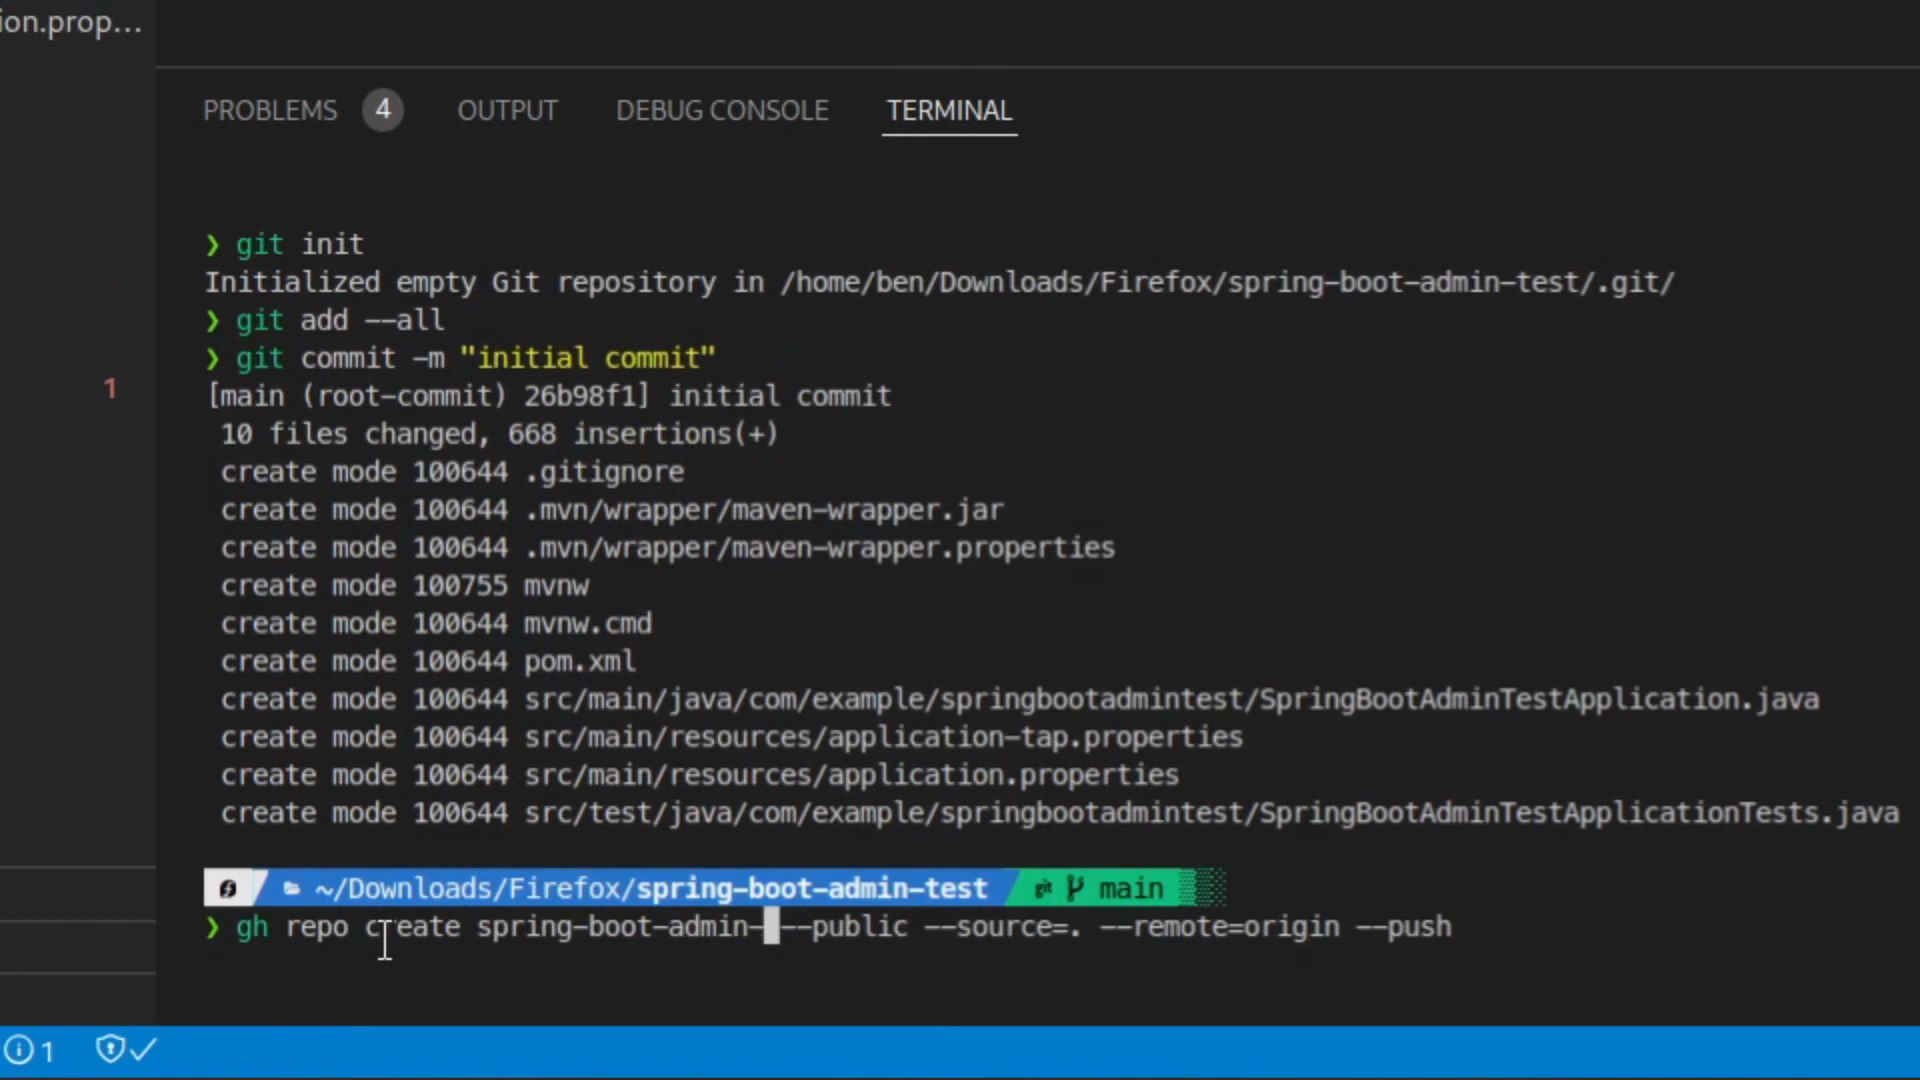 ion.prop...
PROBLEMS 4 OUTPUT DEBUG CONSOLE TERMINAL
❯ git init
Initialized empty Git repository in /home/ben/Downloads/Firefox/spring-boot-admin-test/.git/
❯ git add --all
❯ git commit -m "initial commit"
[main (root-commit) 26b98f1] initial commit
10 files changed, 668 insertions(+)
create mode 100644 .gitignore
create mode 100644 .mvn/wrapper/maven-wrapper.jar
create mode 100644 .mvn/wrapper/maven-wrapper.properties
create mode 100755 mvnw
create mode 100644 mvnw.cmd
create mode 100644 pom.xml
create mode 100644 src/main/java/com/example/springbootadmintest/SpringBootAdminTestApplication.java
create mode 100644 src/main/resources/application-tap.properties
create mode 100644 src/main/resources/application.properties
create mode 100644 src/test/java/com/example/springbootadmintest/SpringBootAdminTestApplicationTests.java
1
~/Downloads/Firefox/spring-boot-admin-test git main
❯ gh repo create spring-boot-admin- --public --source=. --remote=origin --push
1